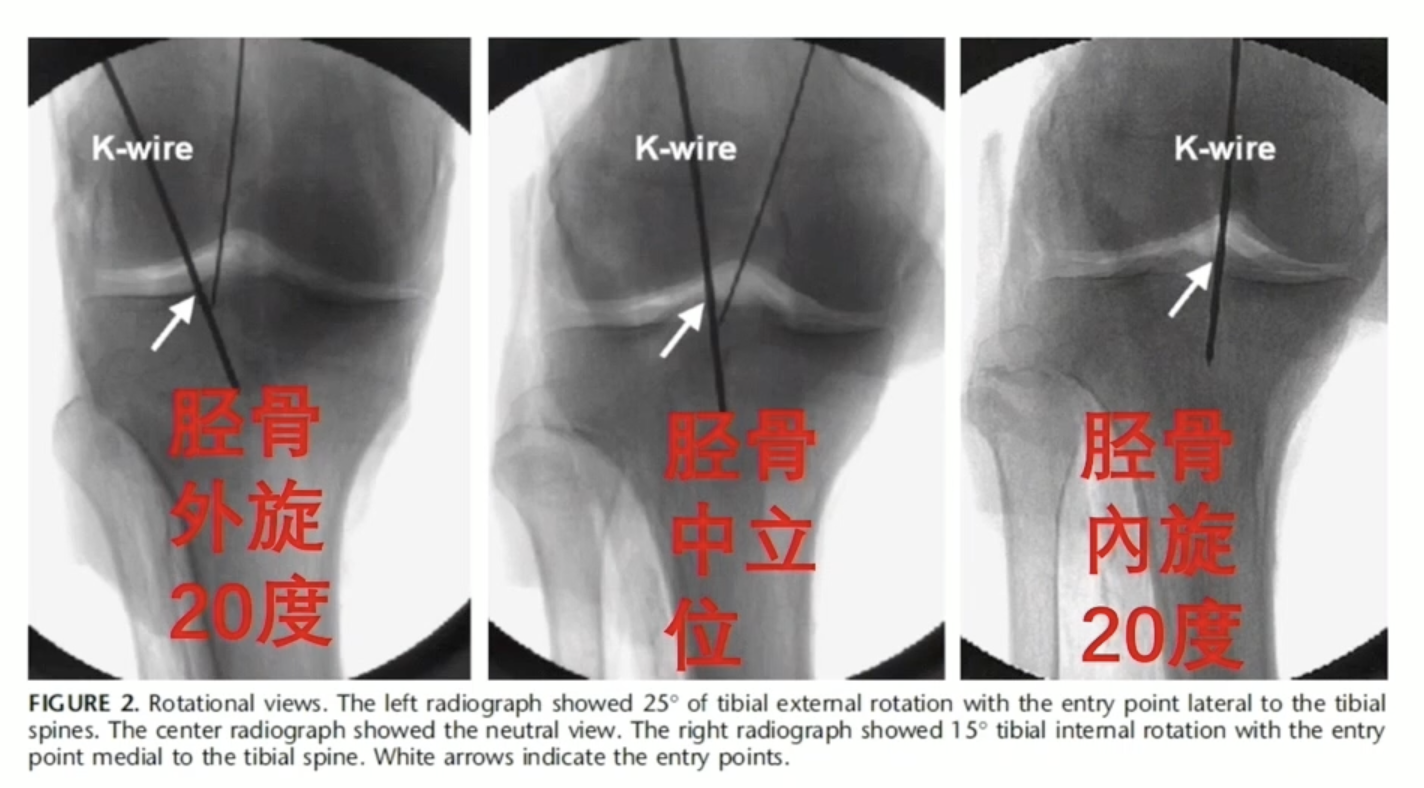 K-wire
胫骨
外旋
20度
K-wire
胫骨
中立
位
K-wire
胫骨
內旋
20度
FIGURE 2. Rotational views. The left radiograph showed 25° of tibial external rotation with the entry point lateral to the tibial
spines. The center radiograph showed the neutral view. The right radiograph showed 15° tibial internal rotation with the entry
point medial to the tibial spine. White arrows indicate the entry points.